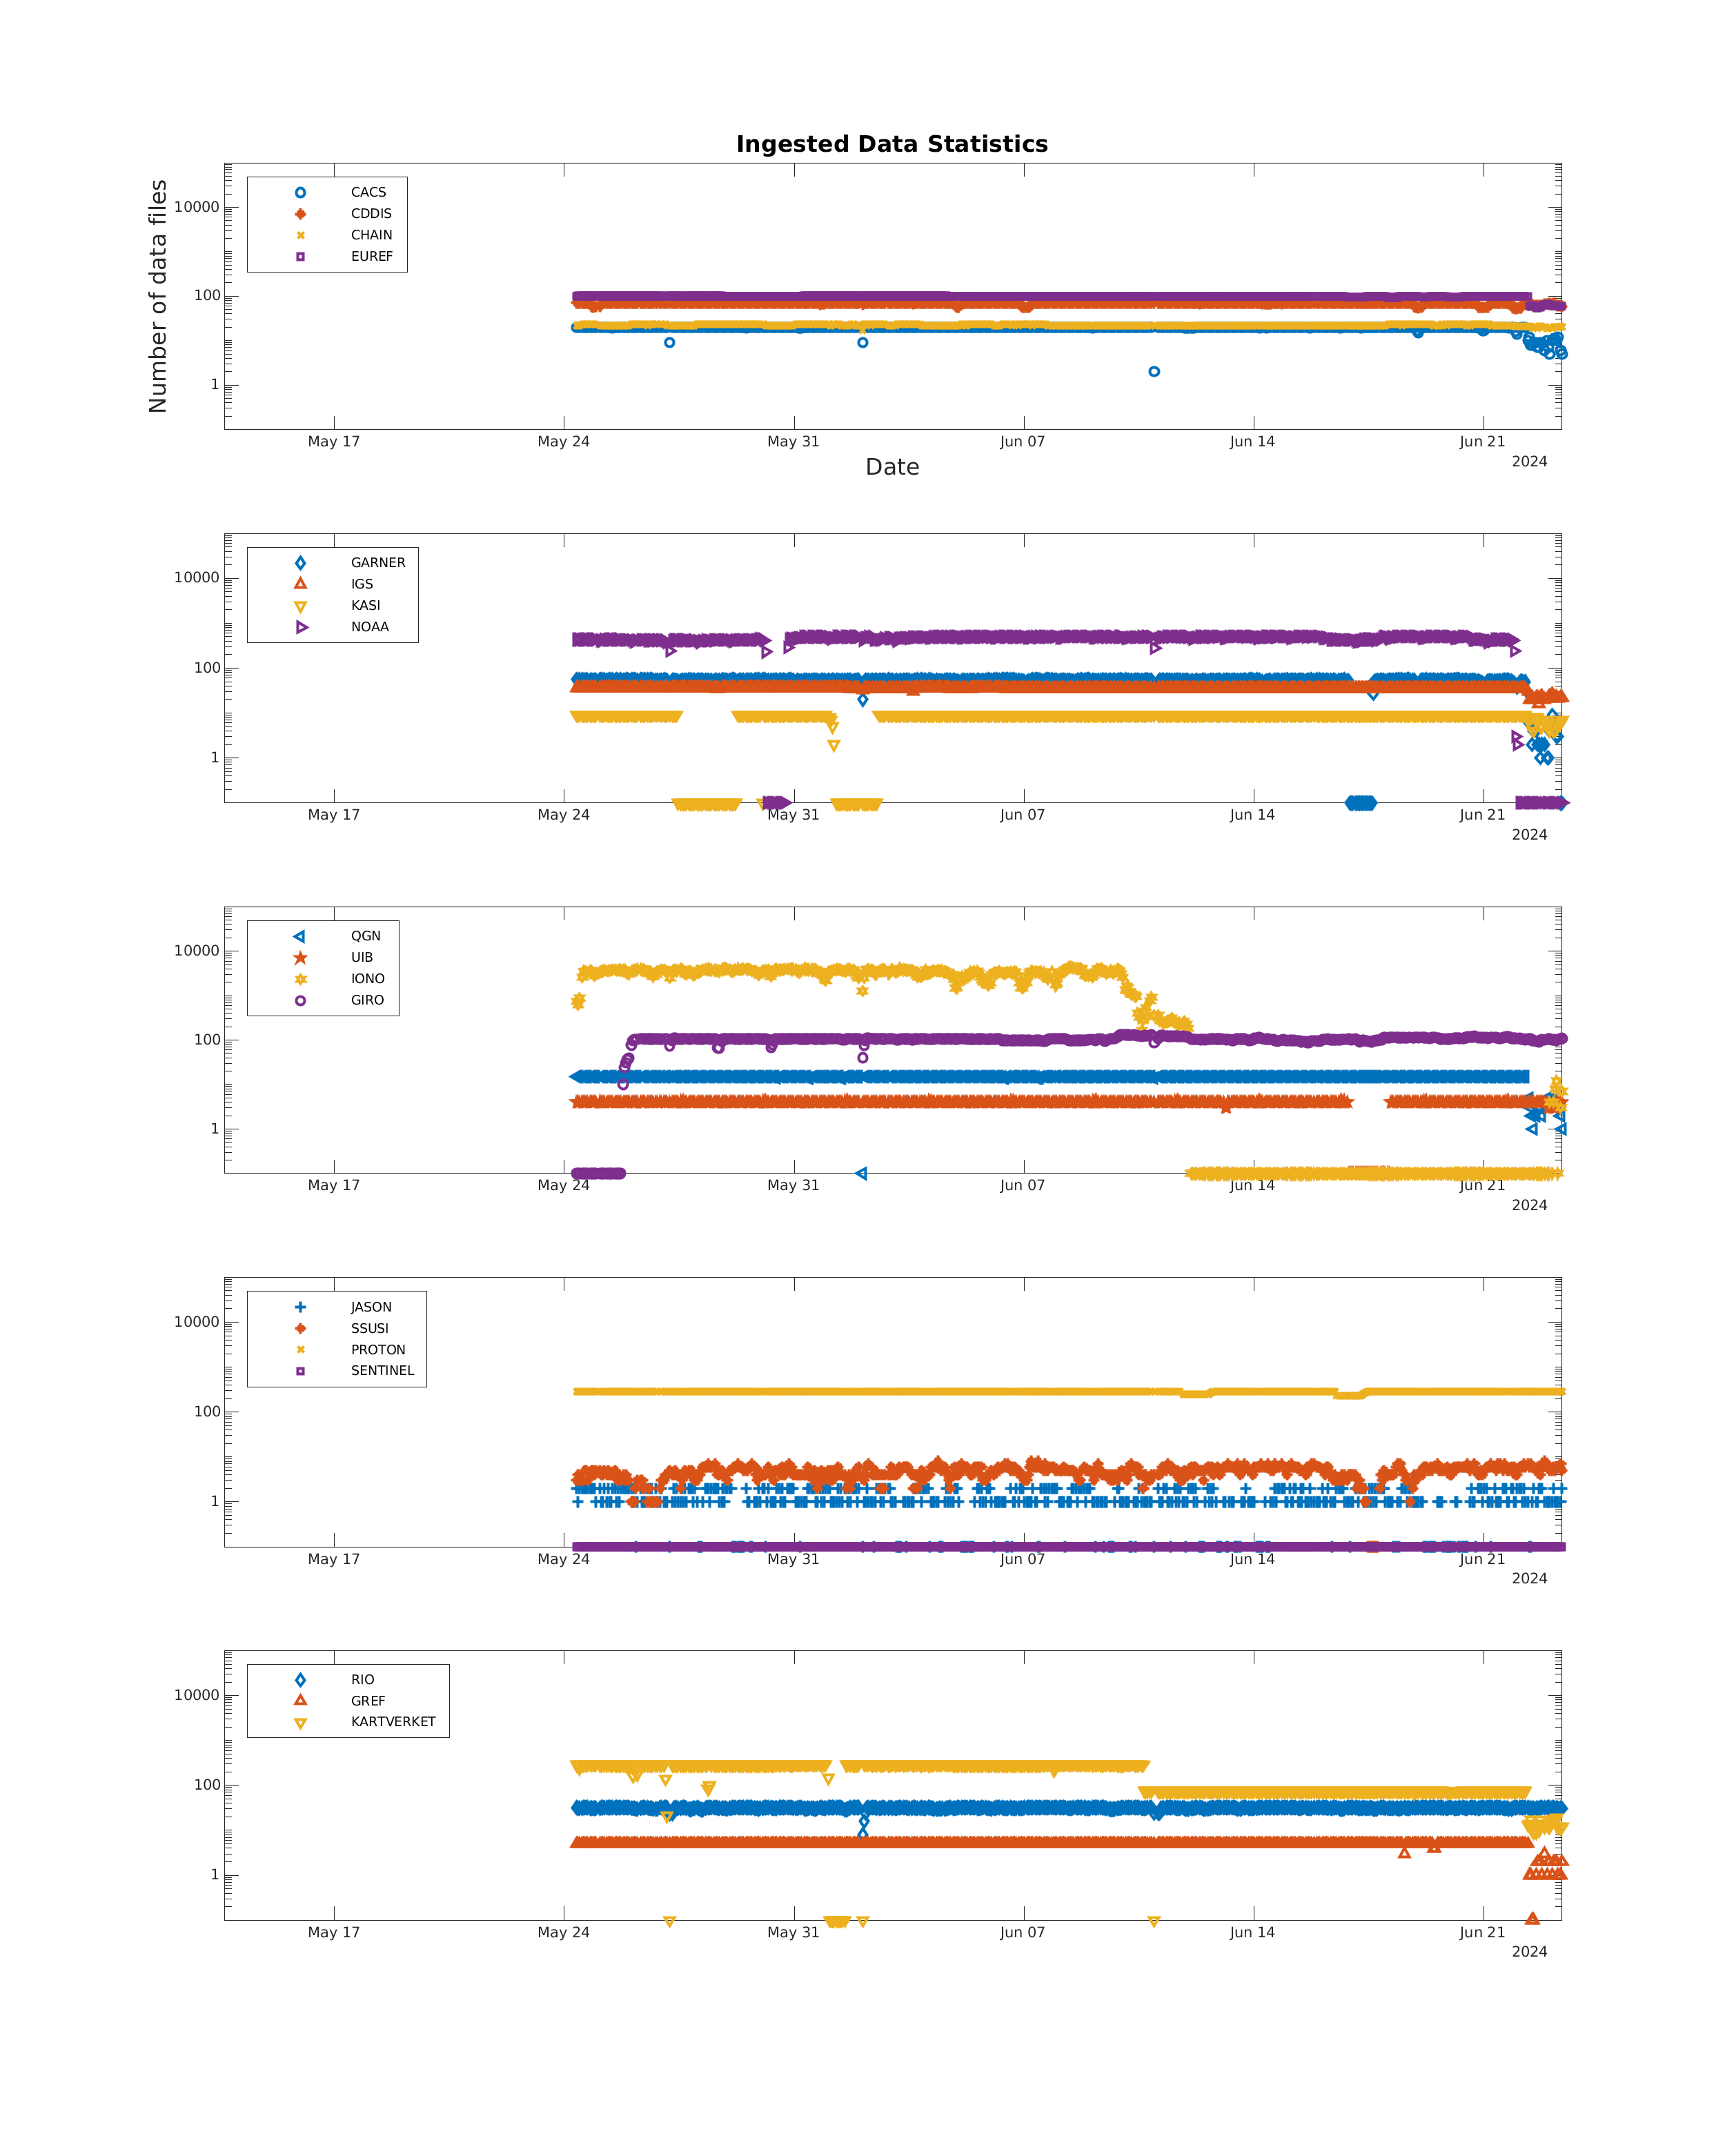 Ingested Data Statistics
Number of data files
CACS
CDDIS
CHAIN
EUREF
10000
100
1
May 17 May 24 May 31 Jun 07 Jun 14 Jun 21
2024
Date
GARNER
IGS
KASI
NOAA
10000
100
1
May 17 May 24 May 31 Jun 07 Jun 14 Jun 21
2024
QGN
UIB
IONO
GIRO
10000
100
1
May 17 May 24 May 31 Jun 07 Jun 14 Jun 21
2024
JASON
SSUSI
PROTON
SENTINEL
10000
100
1
May 17 May 24 May 31 Jun 07 Jun 14 Jun 21
2024
RIO
GREF
KARTVERKET
10000
100
1
May 17 May 24 May 31 Jun 07 Jun 14 Jun 21
2024